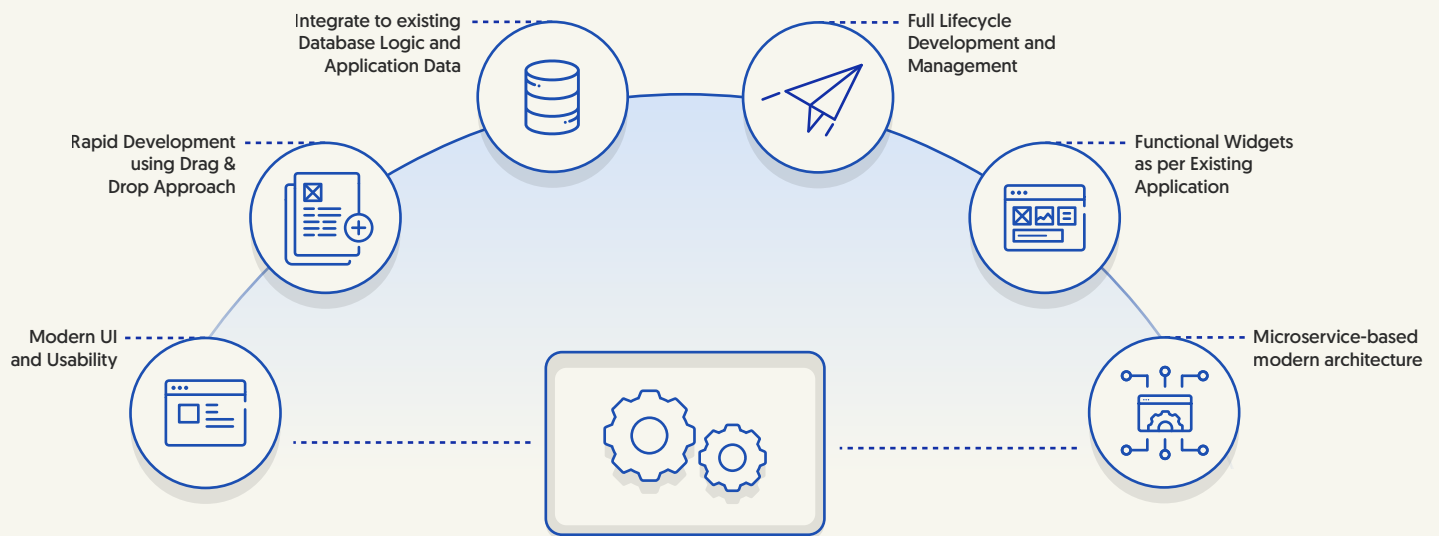 Integrate to existing
Database Logic and
Application Data
Full Lifecycle
Development and
Management
Rapid Development
using Drag &
Drop Approach
Functional Widgets
as per Existing
Application
Modern UI
and Usability
Microservice-based
modern architecture